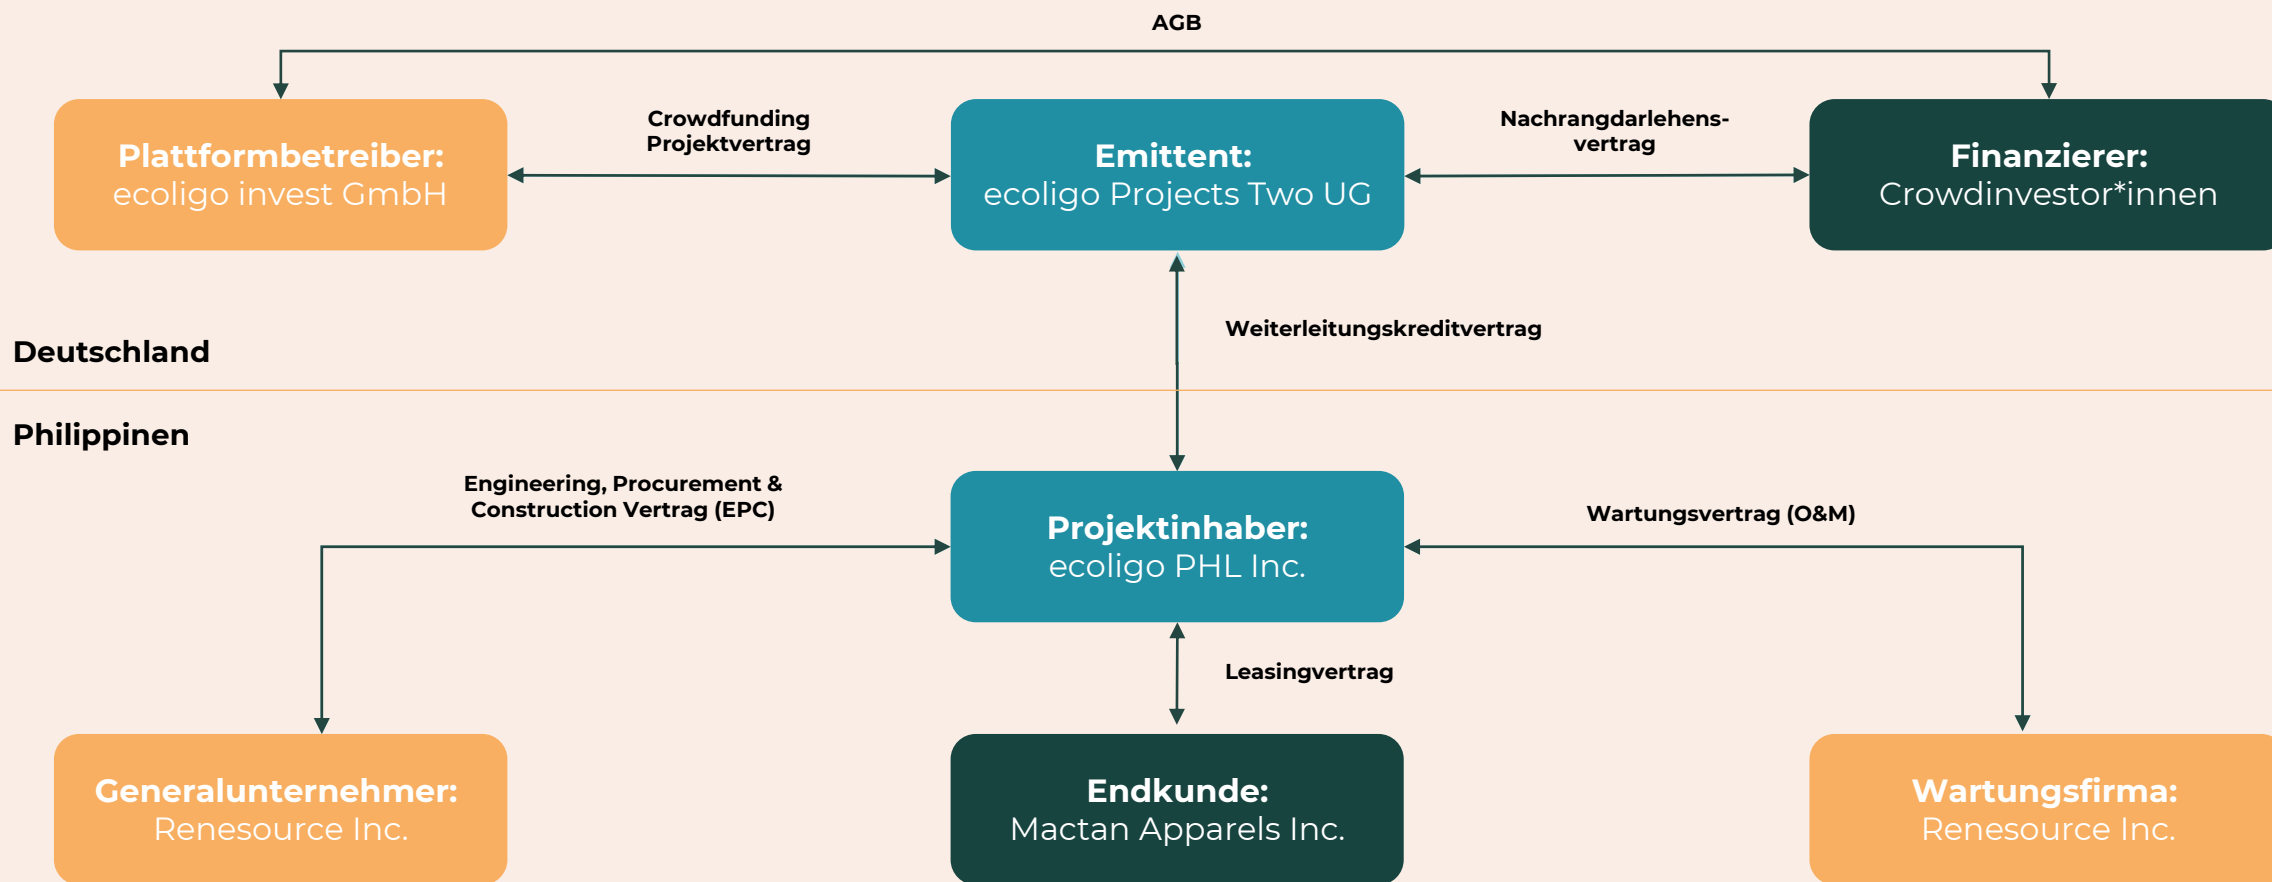 AGB
Crowdfunding
Projektvertrag
Nachrangdarlehens-
vertrag
Plattformbetreiber:
ecoligo invest GmbH
Emittent:
ecoligo Projects Two UG
Finanzierer:
Crowdinvestor*innen
Weiterleitungskreditvertrag
Deutschland
Philippinen
Engineering, Procurement &
Construction Vertrag (EPC)
Wartungsvertrag (O&M)
Projektinhaber:
ecoligo PHL Inc.
Leasingvertrag
Generalunternehmer:
Renesource Inc.
Endkunde:
Mactan Apparels Inc.
Wartungsfirma:
Renesource Inc.